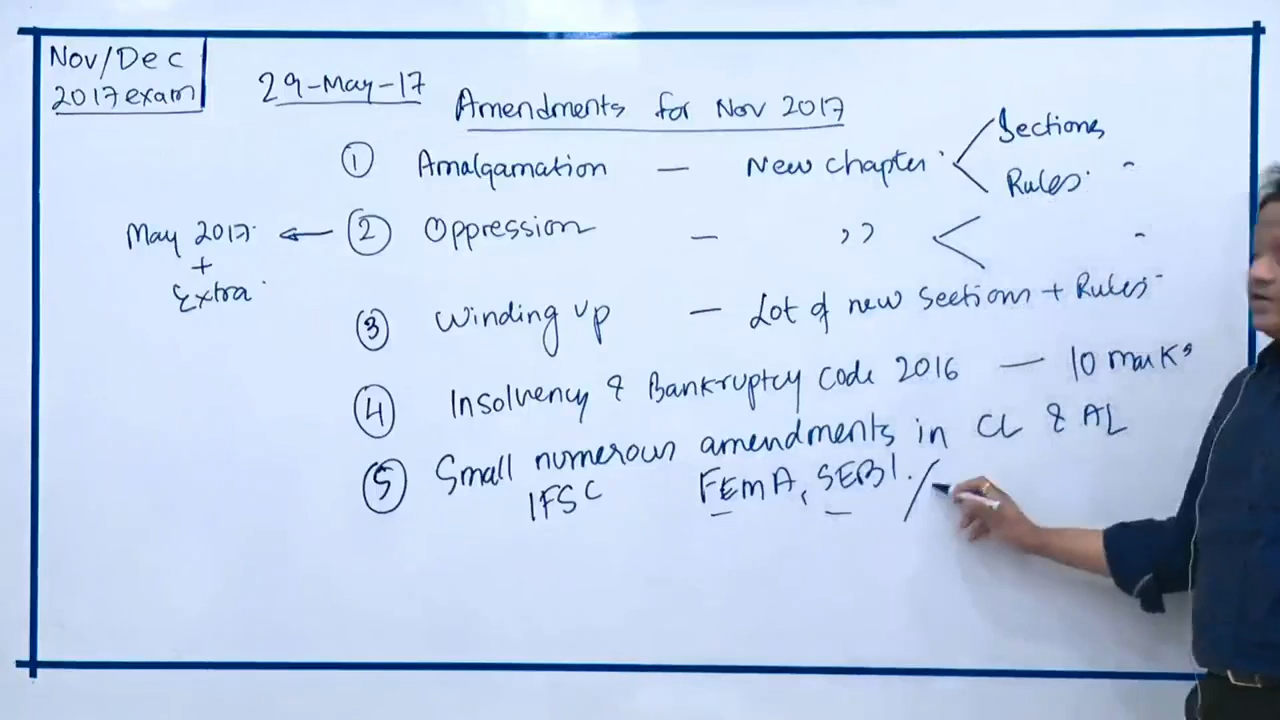 Nov/Dec
2017 exam
29-May-17
Amendments for Nov 2017
① Amalgamation — New chapter
Sections
Rules
May 2017 ← ② Oppression — ,,
+
Extra
③ Winding up — Lot of new sections + Rules
④ Insolvency & Bankruptcy Code 2016 — 10 marks
⑤ Small numerous amendments in CL & AL
IFSC FEMA, SEBI. /